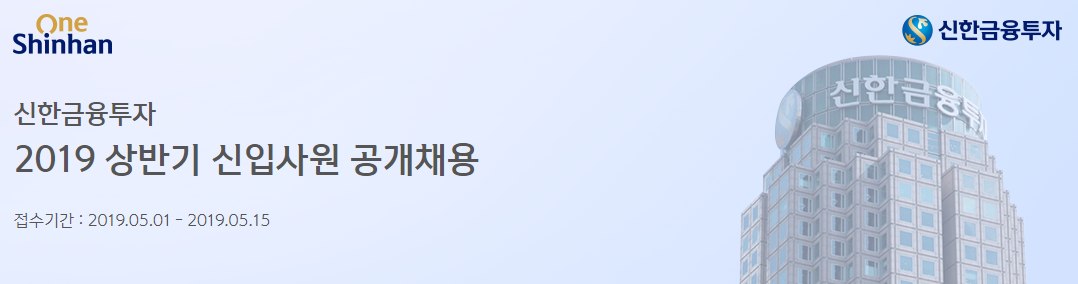 One
Shinhan
신한금융투자
신한금융투자
신한금융투자
2019 상반기 신입사원 공개채용
접수기간 : 2019.05.01 - 2019.05.15